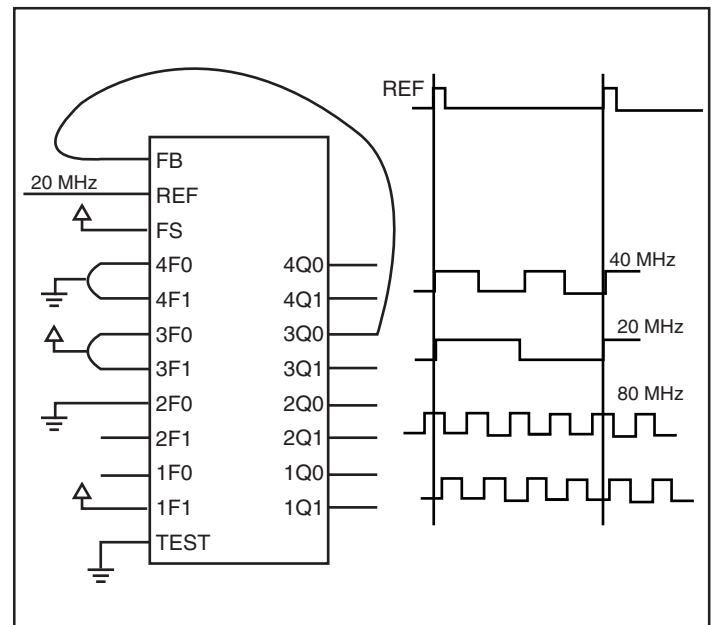 REF
FB
20 MHz
REF
FS
4F0
4Q0
40 MHz
4F1
4Q1
3F0
3Q0
20 MHz
3F1
3Q1
2F0
2Q0
80 MHz
2F1
2Q1
1F0
1Q0
1F1
1Q1
TEST